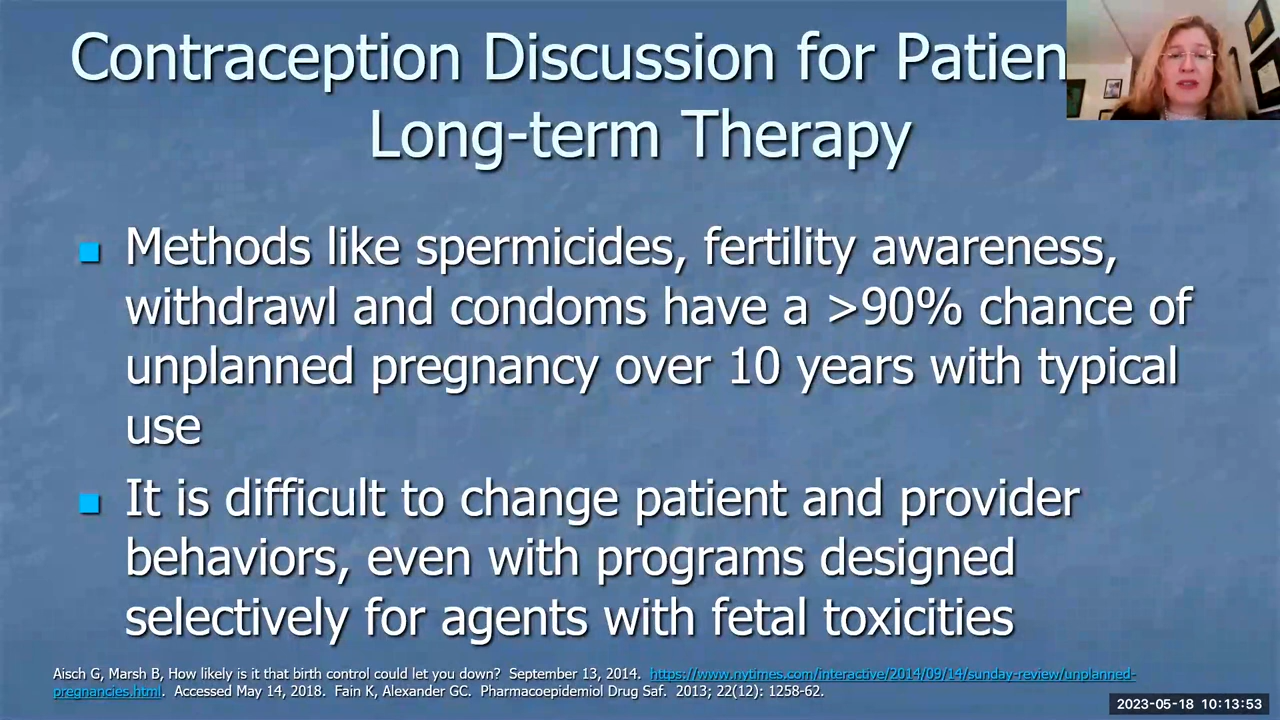 Contraception Discussion for Patien
Long-term Therapy
Methods like spermicides, fertility awareness,
withdrawl and condoms have a >90% chance of
unplanned pregnancy over 10 years with typical
use
It is difficult to change patient and provider
behaviors, even with programs designed
selectively for agents with fetal toxicities
Aisch G, Marsh B, How likely is it that birth control could let you down? September 13, 2014. https://www.nytimes.com/interactive/2014/09/14/sunday-review/unplanned-
pregnancies.html. Accessed May 14, 2018. Fain K, Alexander GC. Pharmacoepidemiol Drug Saf. 2013; 22(12): 1258-62.
2023-05-18 10:13:53